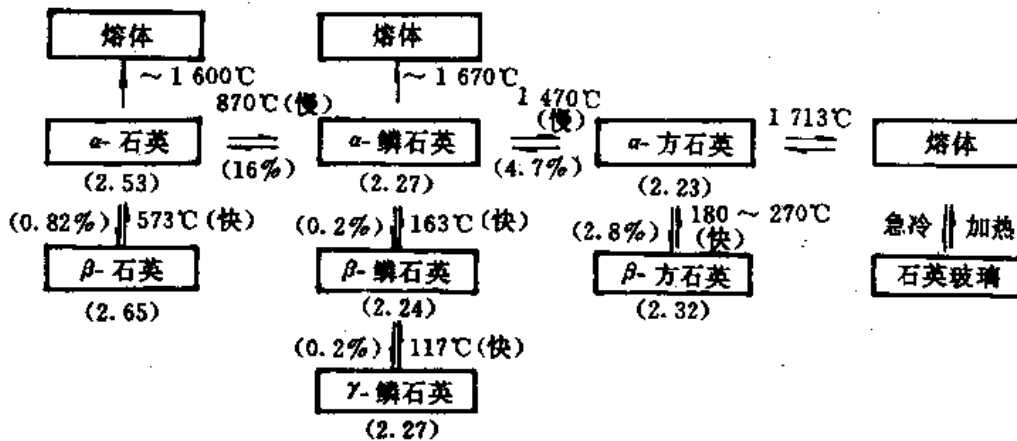 熔体 熔体
~1 600℃ ~1 670℃
870℃(慢) 1 470℃(慢) 1 713℃
α-石英 α-鳞石英 α-方石英 熔体
(16%) (4.7%)
(2.53) (2.27) (2.23)
(0.82%) 573℃(快) (0.2%) 163℃(快) (2.8%) 180~270℃(快) 急冷 加热
β-石英 β-鳞石英 β-方石英 石英玻璃
(2.65) (2.24) (2.32)
(0.2%) 117℃(快)
γ-鳞石英
(2.27)